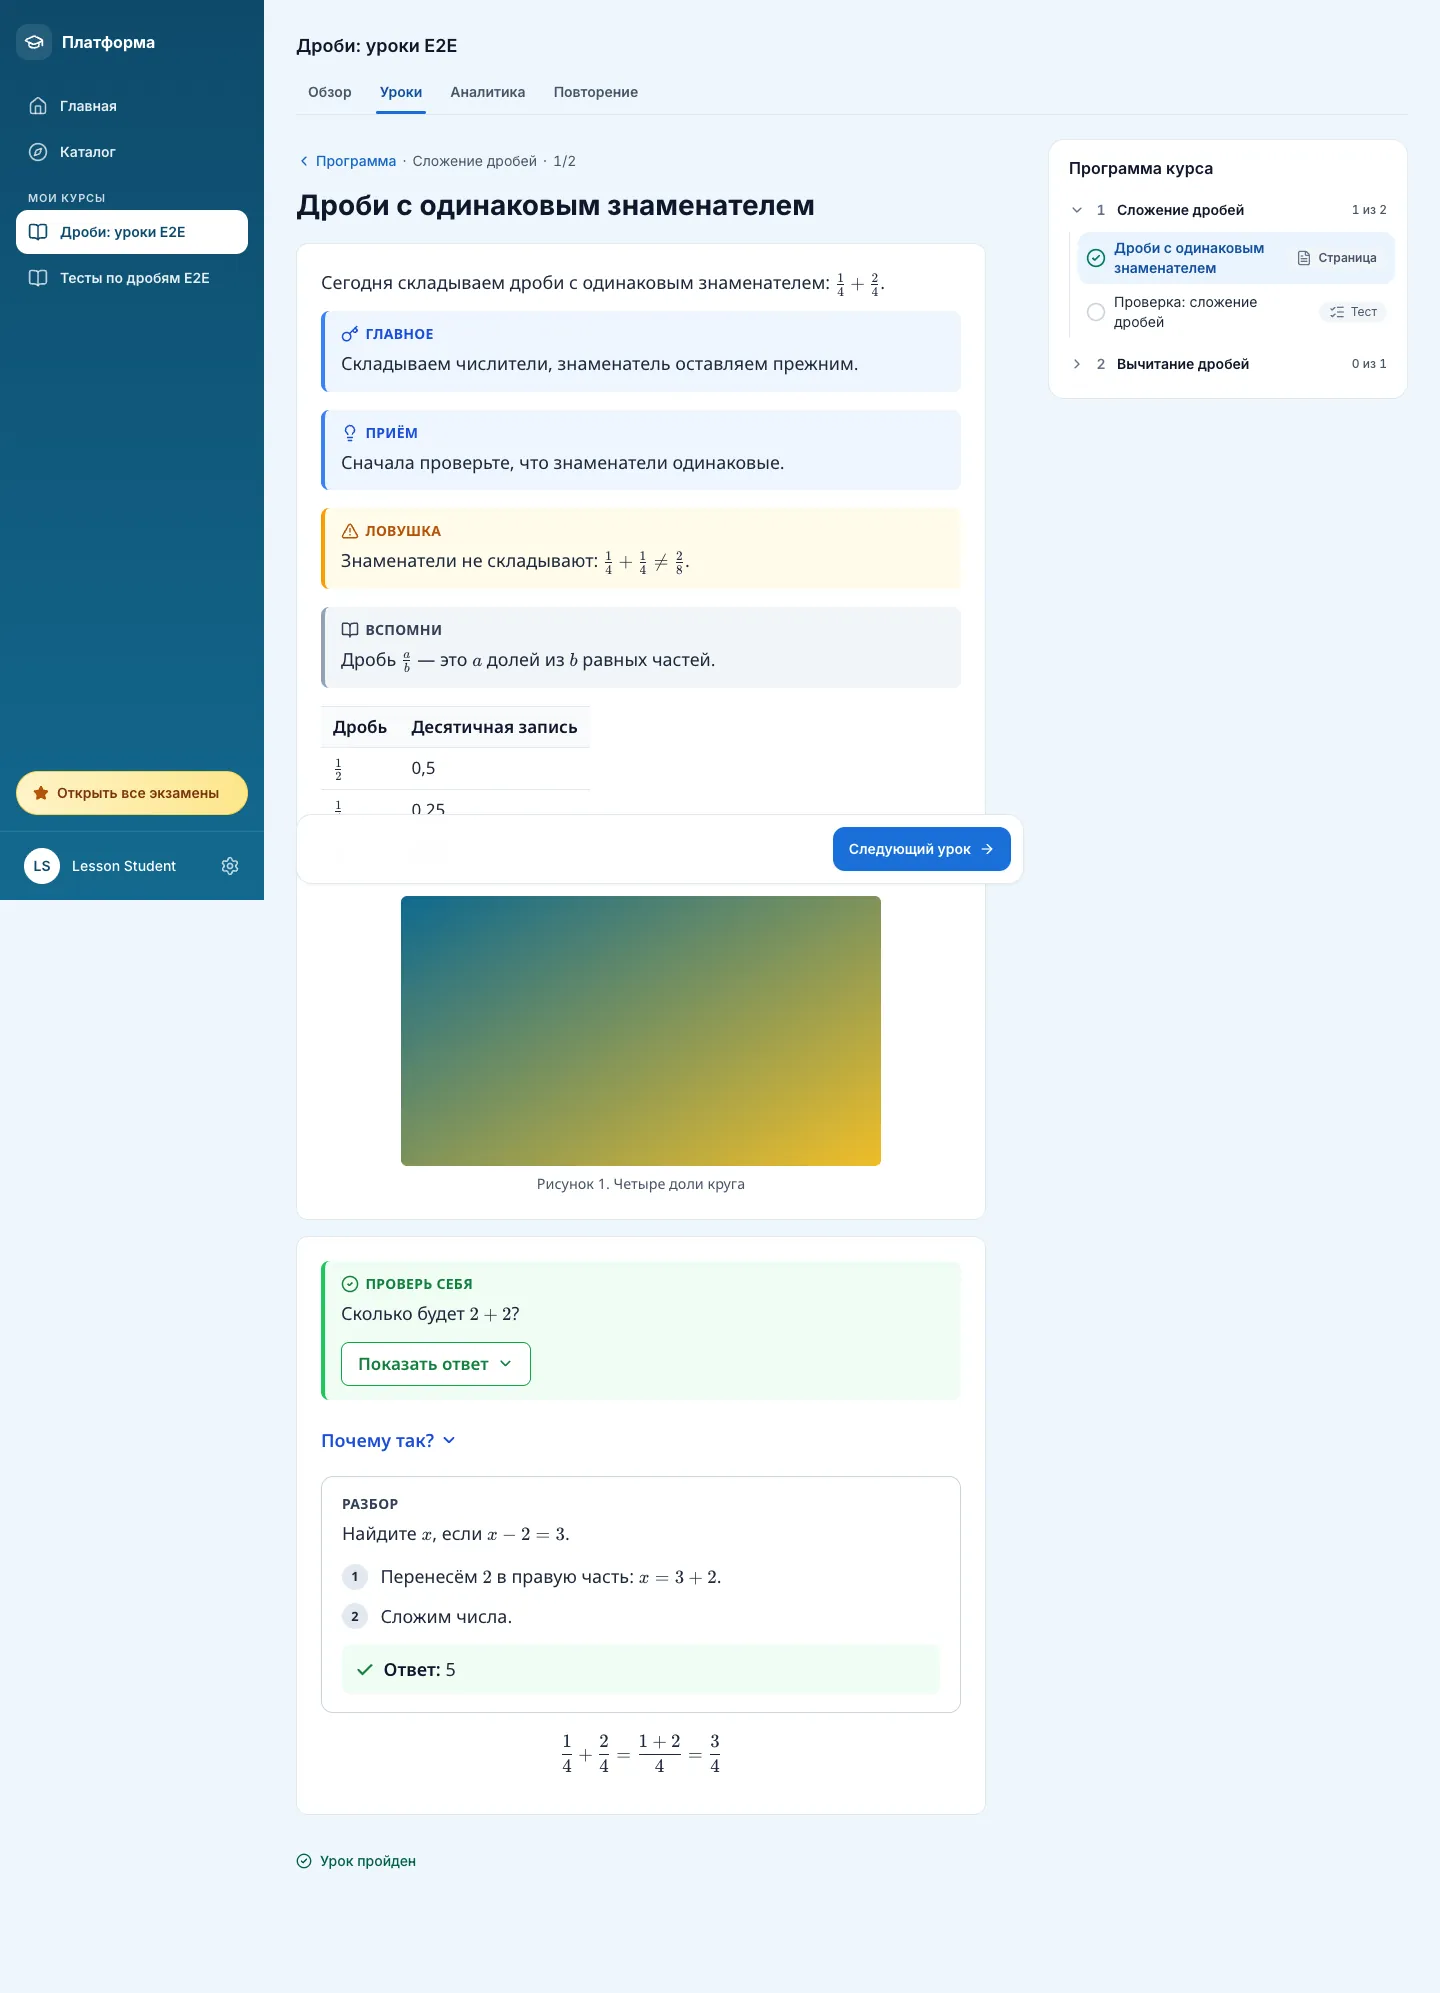 Платформа
Главная
Каталог
МОИ КУРСЫ
Дроби: уроки E2E
Тесты по дробям E2E
Открыть все экзамены
LS Lesson Student
Дроби: уроки E2E
Обзор Уроки Аналитика Повторение
Программа · Сложение дробей · 1/2
Дроби с одинаковым знаменателем
Сегодня складываем дроби с одинаковым знаменателем: 1/4 + 2/4.
ГЛАВНОЕ
Складываем числители, знаменатель оставляем прежним.
ПРИЁМ
Сначала проверьте, что знаменатели одинаковые.
ЛОВУШКА
Знаменатели не складывают: 1/4 + 1/4 ≠ 2/8.
ВСПОМНИ
Дробь a/b — это a долей из b равных частей.
Дробь Десятичная запись
1/2 0,5
0,25
Следующий урок
Рисунок 1. Четыре доли круга
ПРОВЕРЬ СЕБЯ
Сколько будет 2 + 2?
Показать ответ
Почему так?
РАЗБОР
Найдите x, если x − 2 = 3.
1 Перенесём 2 в правую часть: x = 3 + 2.
2 Сложим числа.
Ответ: 5
1/4 + 2/4 = (1 + 2)/4 = 3/4
Урок пройден
Программа курса
1 Сложение дробей 1 из 2
Дроби с одинаковым
знаменателем
Страница
Проверка: сложение
дробей
Тест
2 Вычитание дробей 0 из 1